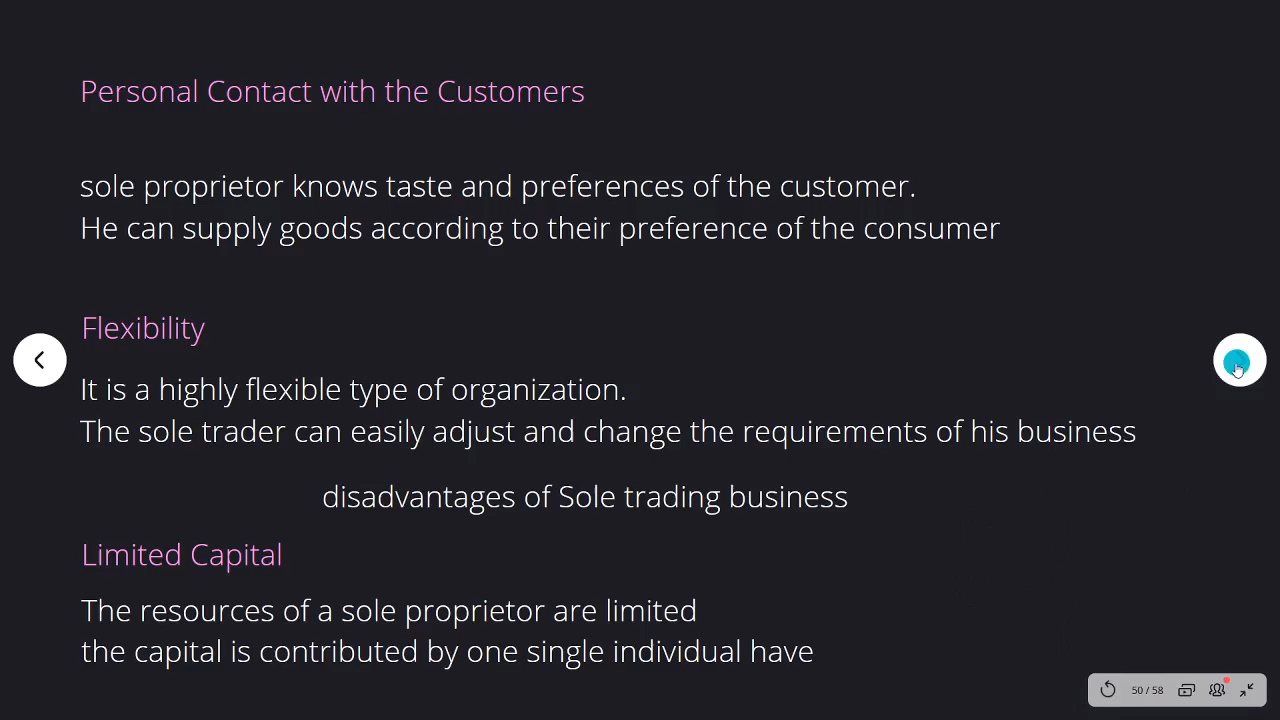 Personal Contact with the Customers
sole proprietor knows taste and preferences of the customer.
He can supply goods according to their preference of the consumer
Flexibility
It is a highly flexible type of organization.
The sole trader can easily adjust and change the requirements of his business
disadvantages of Sole trading business
Limited Capital
The resources of a sole proprietor are limited
the capital is contributed by one single individual have
50 / 58